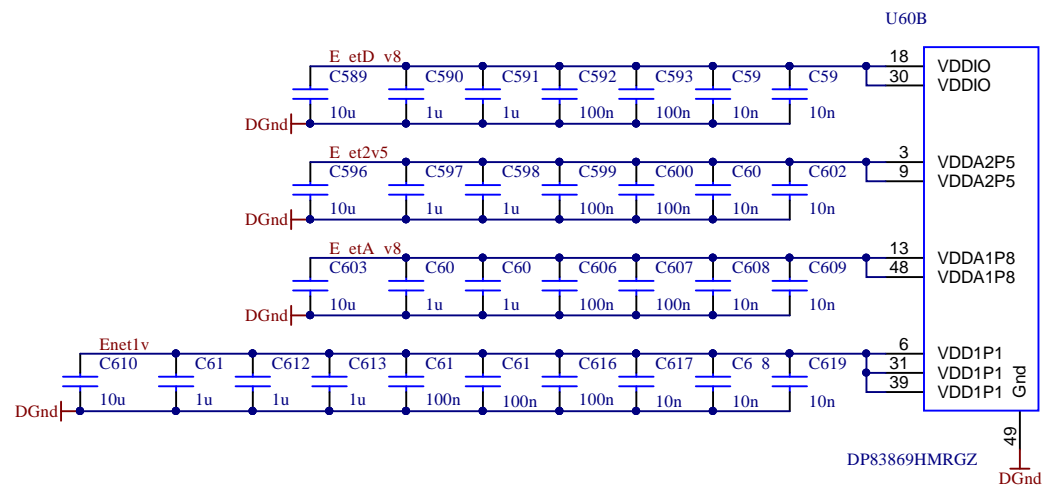 U60B
E etD v8
C589 C590 C591 C592 C593 C59 C59
10u 1u 1u 100n 100n 10n 10n
DGnd
18 VDDIO
30 VDDIO
E et2v5
C596 C597 C598 C599 C600 C60 C602
10u 1u 1u 100n 100n 10n 10n
DGnd
3 VDDA2P5
9 VDDA2P5
E etA v8
C603 C60 C60 C606 C607 C608 C609
10u 1u 1u 100n 100n 10n 10n
DGnd
13 VDDA1P8
48 VDDA1P8
Enet1v
C610 C61 C612 C613 C61 C61 C616 C617 C6 8 C619
10u 1u 1u 1u 100n 100n 100n 10n 10n 10n
DGnd
6 VDD1P1
31 VDD1P1
39 VDD1P1
Gnd
49
DP83869HMRGZ
DGnd